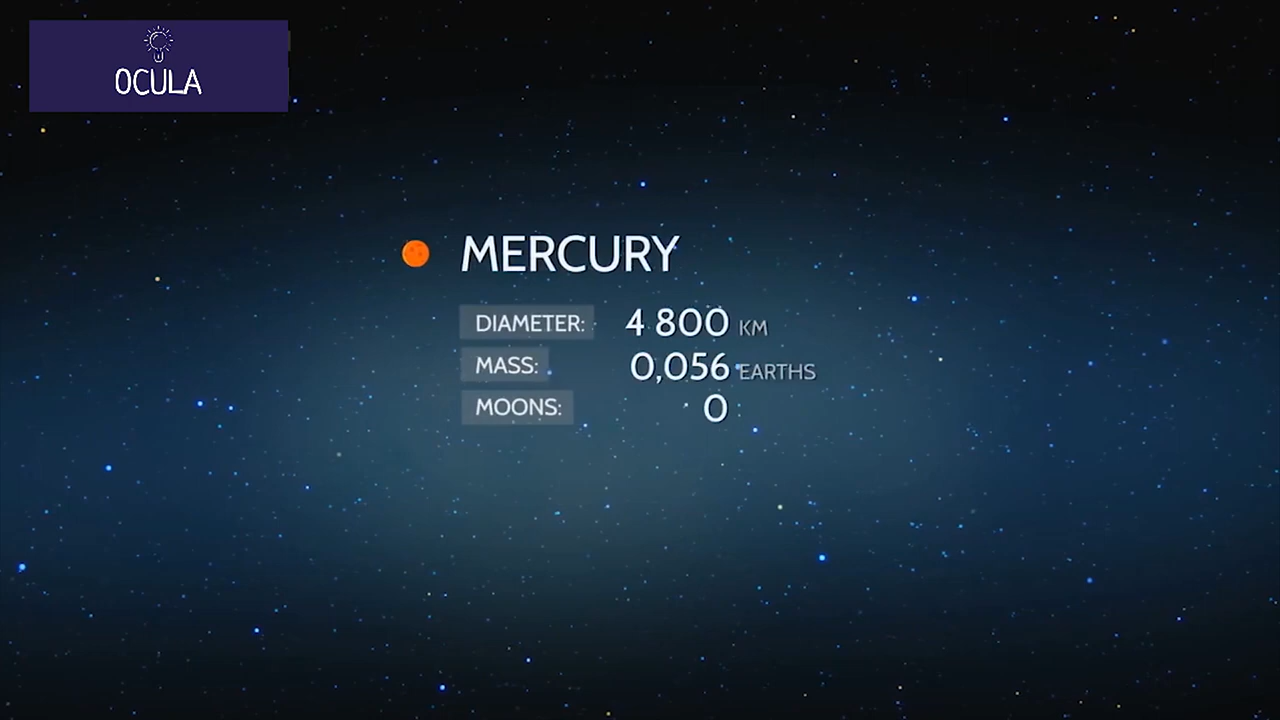 OCULA
MERCURY
DIAMETER: 4 800 KM
MASS: 0,056 EARTHS
MOONS: 0